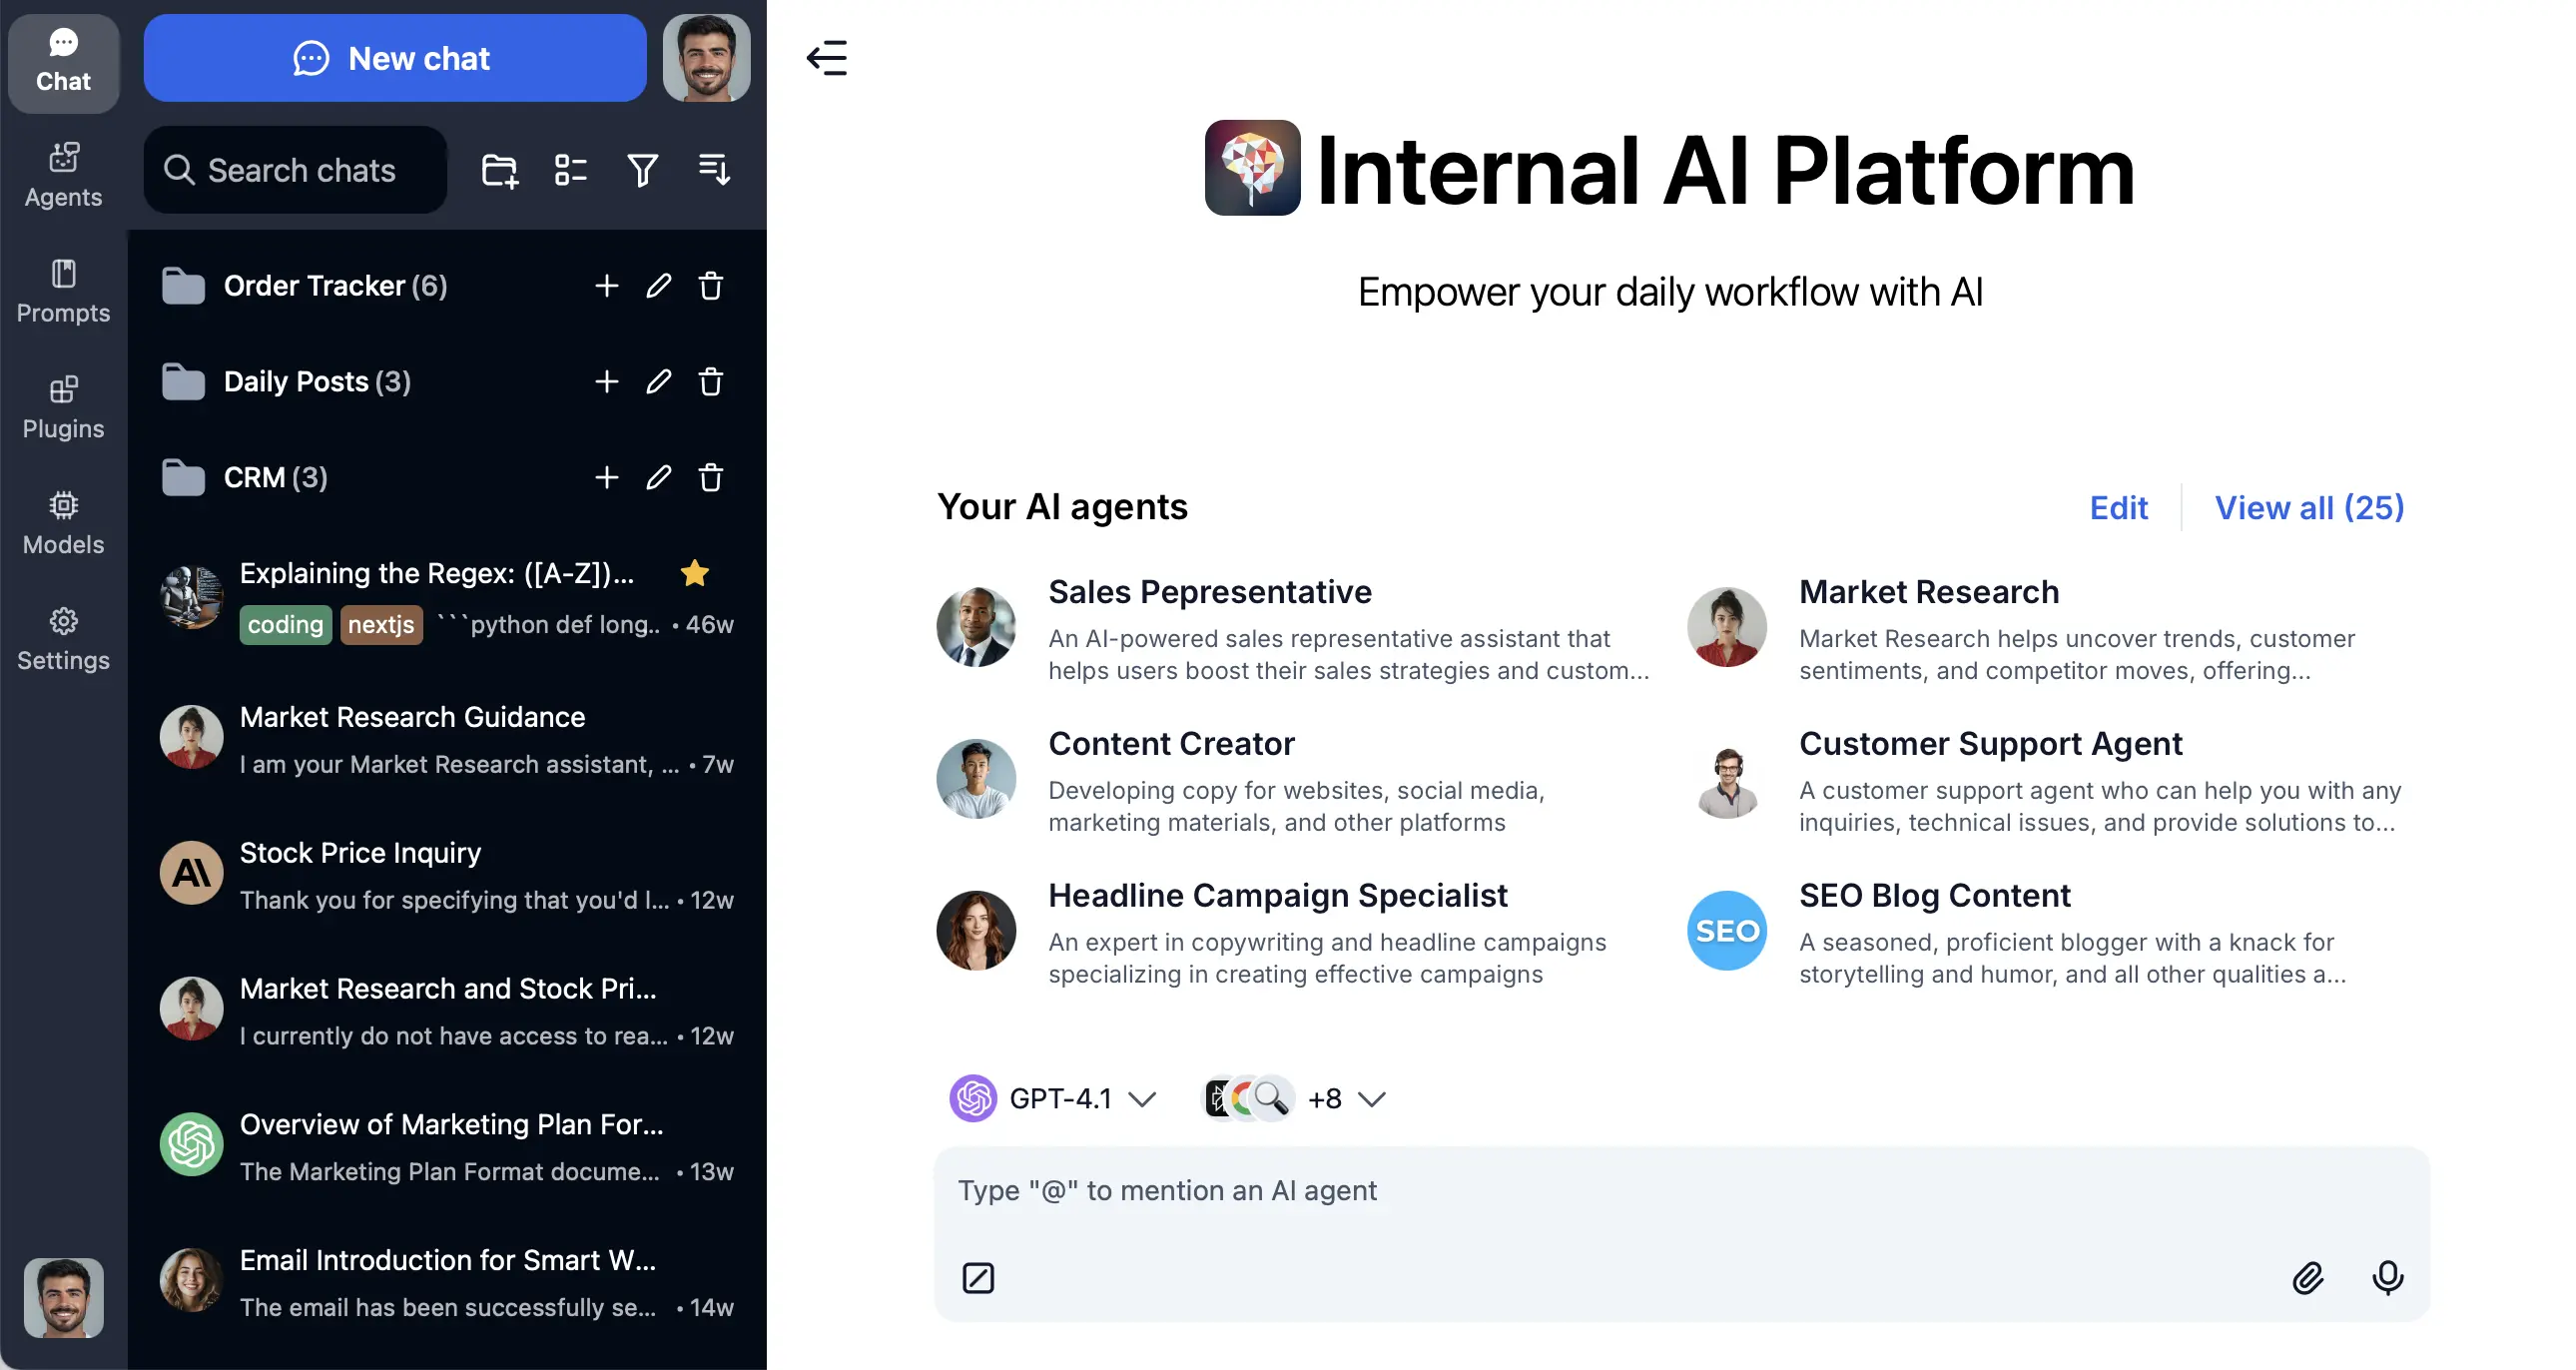 Chat
Agents
Prompts
Plugins
Models
Settings
New chat
Search chats
Order Tracker (6)
Daily Posts (3)
CRM (3)
Explaining the Regex: ([A-Z])...
coding nextjs ```python def long.. • 46w
Market Research Guidance
I am your Market Research assistant, ... • 7w
Stock Price Inquiry
Thank you for specifying that you'd l... • 12w
Market Research and Stock Pri...
I currently do not have access to rea... • 12w
Overview of Marketing Plan For...
The Marketing Plan Format docume... • 13w
Email Introduction for Smart W...
The email has been successfully se... • 14w
Internal AI Platform
Empower your daily workflow with AI
Your AI agents
Edit
View all (25)
Sales Pepresentative
An AI-powered sales representative assistant that
helps users boost their sales strategies and custom...
Market Research
Market Research helps uncover trends, customer
sentiments, and competitor moves, offering...
Content Creator
Developing copy for websites, social media,
marketing materials, and other platforms
Customer Support Agent
A customer support agent who can help you with any
inquiries, technical issues, and provide solutions to...
Headline Campaign Specialist
An expert in copywriting and headline campaigns
specializing in creating effective campaigns
SEO
SEO Blog Content
A seasoned, proficient blogger with a knack for
storytelling and humor, and all other qualities a...
GPT-4.1
+8
Type "@" to mention an AI agent